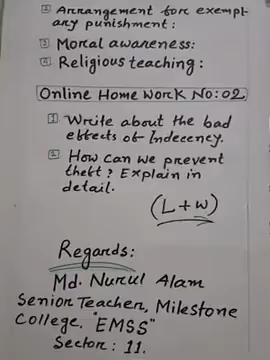 ② Arrangement for exempl-
ary punishment:
③ Moral awareness:
④ Religious teaching:
Online Home Work No: 02
① Write about the bad
effects of Indecency.
② How can we prevent
theft? Explain in
detail.
(L+W)
Regards:
Md. Nurul Alam
Senior Teacher, Milestone
College. "EMSS"
Sector: 11.